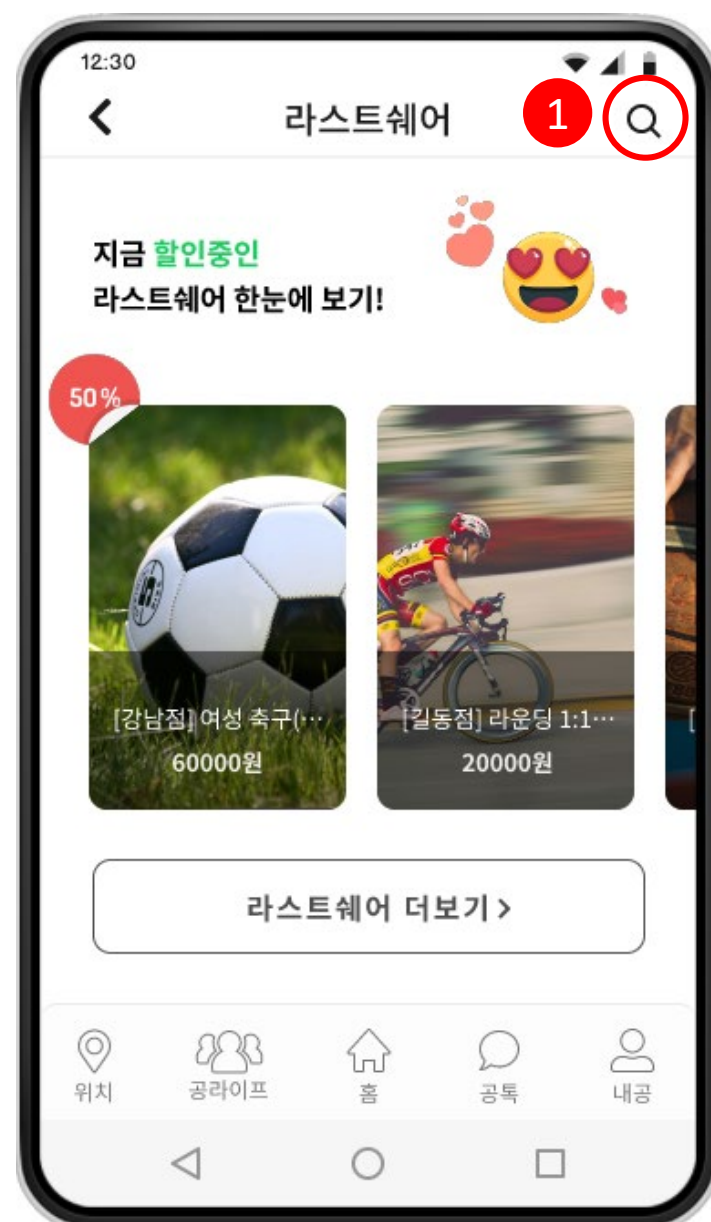 12:30
라스트쉐어
1
지금 할인중인
라스트쉐어 한눈에 보기!
50%
[강남점] 여성 축구(…
60000원
[길동점] 라운딩 1:1…
20000원
[
라스트쉐어 더보기 >
위치
공라이프
홈
공톡
내공